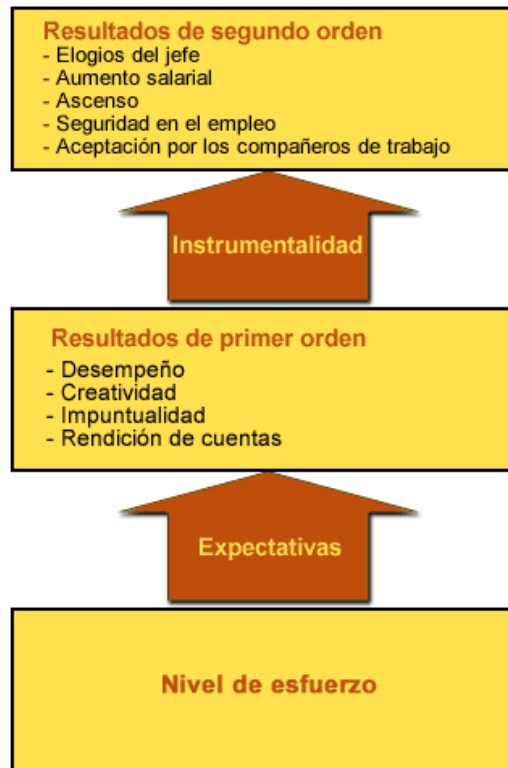 Resultados de segundo orden
- Elogios del jefe
- Aumento salarial
- Ascenso
- Seguridad en el empleo
- Aceptación por los compañeros de trabajo
Instrumentalidad
Resultados de primer orden
- Desempeño
- Creatividad
- Impuntualidad
- Rendición de cuentas
Expectativas
Nivel de esfuerzo